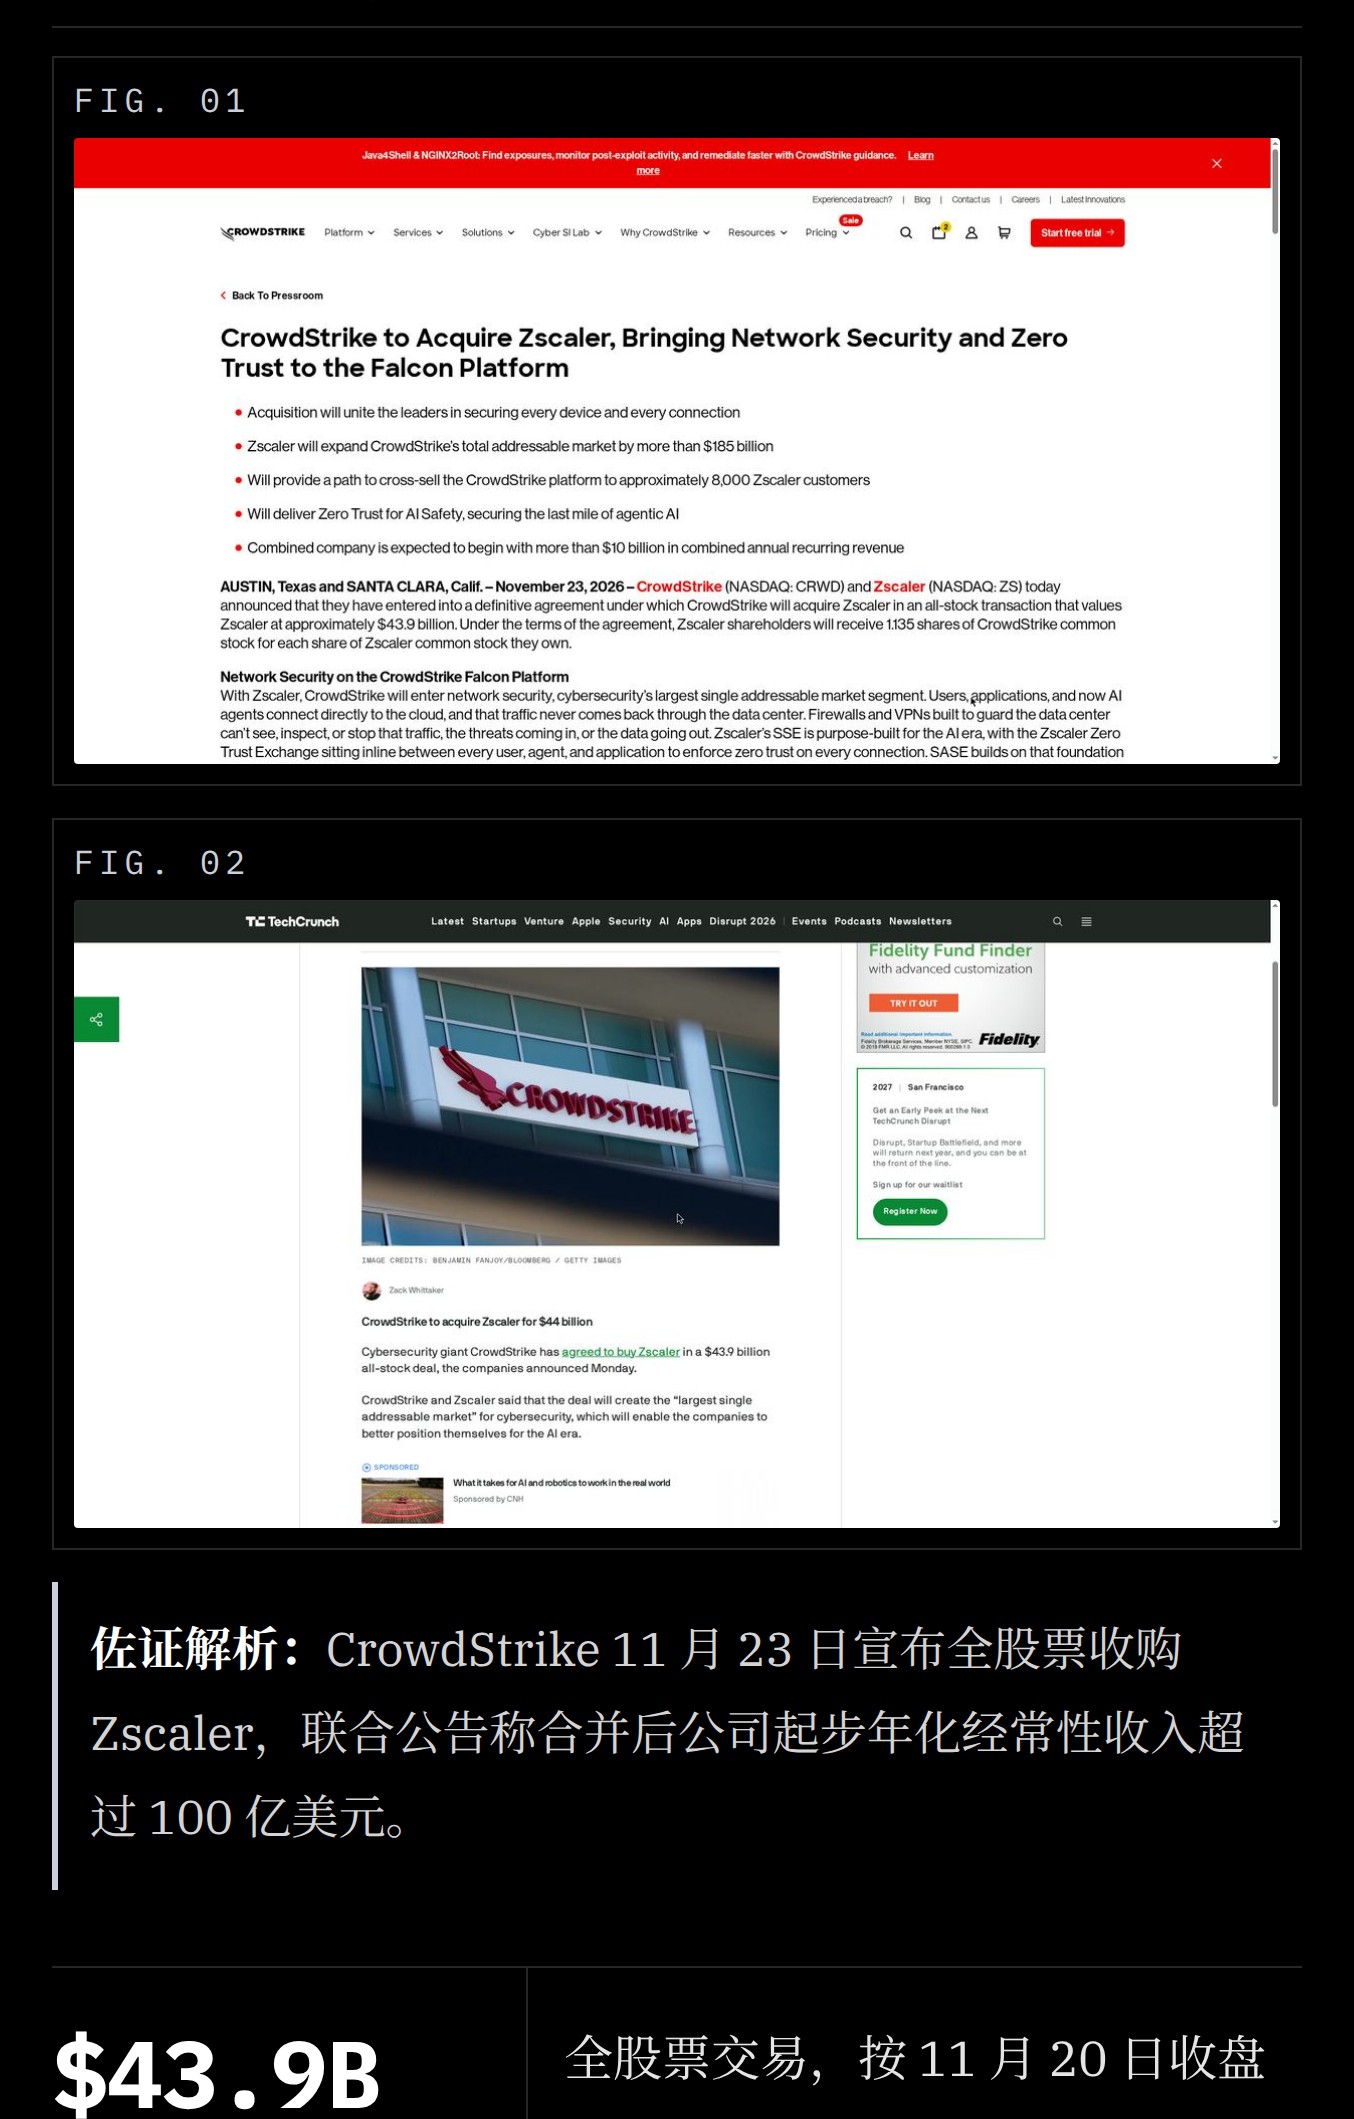 FIG. 01
Java4Shell & NGINX2Root: Find exposures, monitor post-exploit activity, and remediate faster with CrowdStrike guidance. Learn
more
Experienced a breach? | Blog | Contact us | Careers | Latest Innovations
CROWDSTRIKE Platform Services Solutions Cyber SI Lab Why CrowdStrike Resources Pricing Sale 2 Start free trial →
Back To Pressroom
CrowdStrike to Acquire Zscaler, Bringing Network Security and Zero
Trust to the Falcon Platform
• Acquisition will unite the leaders in securing every device and every connection
• Zscaler will expand CrowdStrike's total addressable market by more than $185 billion
• Will provide a path to cross-sell the CrowdStrike platform to approximately 8,000 Zscaler customers
• Will deliver Zero Trust for AI Safety, securing the last mile of agentic AI
• Combined company is expected to begin with more than $10 billion in combined annual recurring revenue
AUSTIN, Texas and SANTA CLARA, Calif. – November 23, 2026 – CrowdStrike (NASDAQ: CRWD) and Zscaler (NASDAQ: ZS) today
announced that they have entered into a definitive agreement under which CrowdStrike will acquire Zscaler in an all-stock transaction that values
Zscaler at approximately $43.9 billion. Under the terms of the agreement, Zscaler shareholders will receive 1.135 shares of CrowdStrike common
stock for each share of Zscaler common stock they own.
Network Security on the CrowdStrike Falcon Platform
With Zscaler, CrowdStrike will enter network security, cybersecurity's largest single addressable market segment. Users, applications, and now AI
agents connect directly to the cloud, and that traffic never comes back through the data center. Firewalls and VPNs built to guard the data center
can't see, inspect, or stop that traffic, the threats coming in, or the data going out. Zscaler's SSE is purpose-built for the AI era, with the Zscaler Zero
Trust Exchange sitting inline between every user, agent, and application to enforce zero trust on every connection. SASE builds on that foundation
FIG. 02
TechCrunch Latest Startups Venture Apple Security AI Apps Disrupt 2026 | Events Podcasts Newsletters
Fidelity Fund Finder
with advanced customization
TRY IT OUT
Read additional important information.
Fidelity Brokerage Services, Member NYSE, SIPC.
Fidelity
CROWDSTRIKE
2027 | San Francisco
Get an Early Peek at the Next
TechCrunch Disrupt
Disrupt, Startup Battlefield, and more
will return next year, and you can be at
the front of the line.
Sign up for our waitlist
Register Now
IMAGE CREDITS: BENJAMIN FANJOY/BLOOMBERG / GETTY IMAGES
Zack Whittaker
CrowdStrike to acquire Zscaler for $44 billion
Cybersecurity giant CrowdStrike has agreed to buy Zscaler in a $43.9 billion
all-stock deal, the companies announced Monday.
CrowdStrike and Zscaler said that the deal will create the “largest single
addressable market” for cybersecurity, which will enable the companies to
better position themselves for the AI era.
SPONSORED
What it takes for AI and robotics to work in the real world
Sponsored by CNH
佐证解析：CrowdStrike 11 月 23 日宣布全股票收购
Zscaler，联合公告称合并后公司起步年化经常性收入超
过 100 亿美元。
$43.9B
全股票交易，按 11 月 20 日收盘